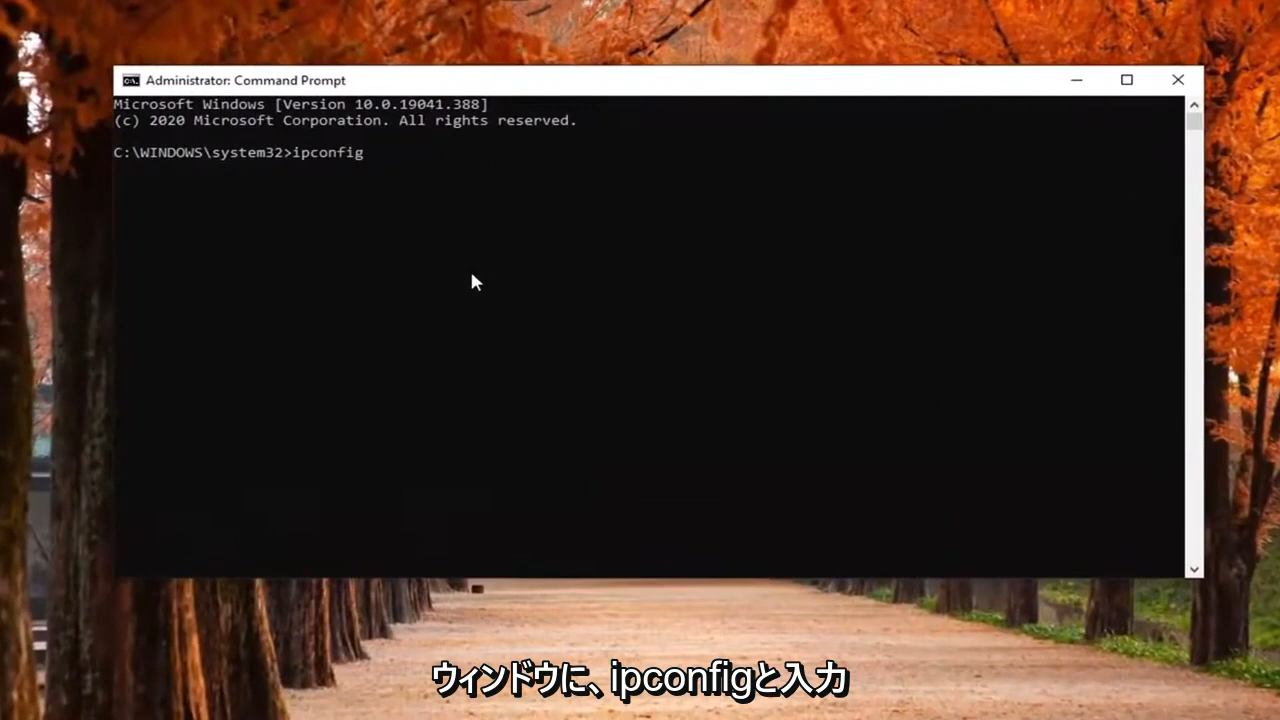 Administrator: Command Prompt
Microsoft Windows [Version 10.0.19041.388]
(c) 2020 Microsoft Corporation. All rights reserved.
C:\WINDOWS\system32>ipconfig
ウィンドウに、ipconfigと入力